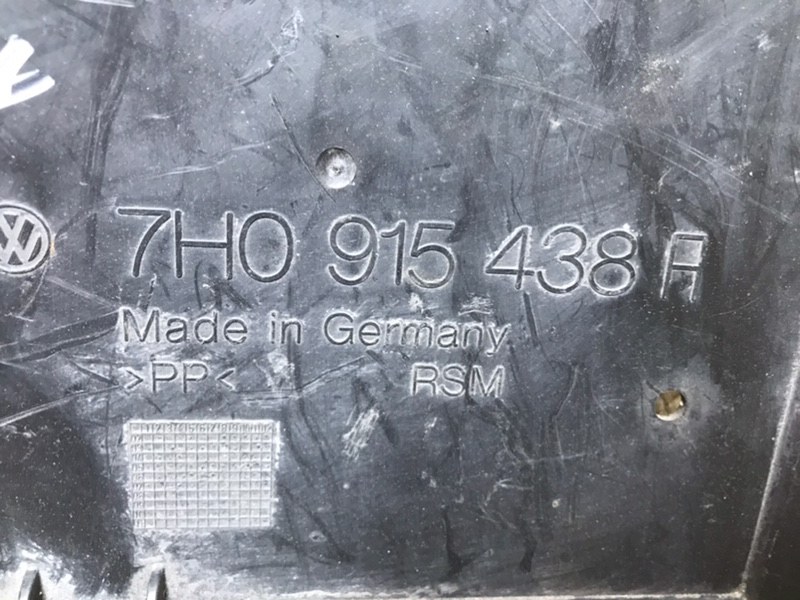 7H0 915 438 A
Made in Germany
>PP< RSM